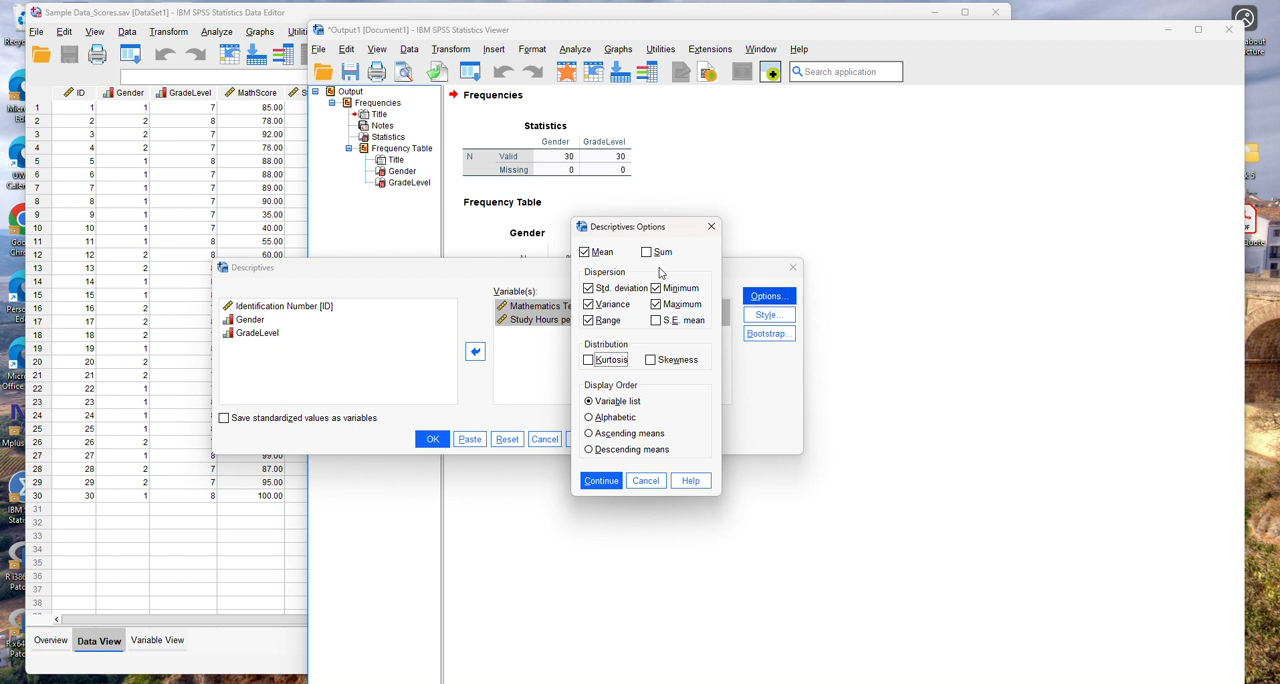 Sample Data_Scores.sav [DataSet1] - IBM SPSS Statistics Data Editor
File Edit View Data Transform Analyze Graphs
ID Gender GradeLevel MathScore
1 1 1 7 85.00
2 2 2 8 78.00
3 3 2 7 92.00
4 4 2 7 76.00
5 5 1 8 88.00
6 6 1 7 88.00
7 7 1 7 89.00
8 8 2 7 90.00
9 9 1 7 35.00
10 10 1 7 40.00
11 11 1 8 55.00
12 12 2 8 60.00
13 13 2
14 14 1
15 15 1
16 16 2
17 17 2
18 18 2
19 19 1
20 20 1
21 21 2
22 22 1
23 23 1
24 24 1
25 25 1
26 26 2
27 27 1 8 99.00
28 28 2 7 87.00
29 29 2 7 95.00
30 30 1 8 100.00
31
32
33
34
35
36
37
38
Overview Data View Variable View
*Output1 [Document1] - IBM SPSS Statistics Viewer
File Edit View Data Transform Insert Format Analyze Graphs Utilities Extensions Window Help
Search application
Output
Frequencies
Title
Notes
Statistics
Frequency Table
Title
Gender
GradeLevel
Frequencies
Statistics
Gender GradeLevel
N Valid 30 30
Missing 0 0
Frequency Table
Gender
Descriptives
Identification Number [ID]
Gender
GradeLevel
Variable(s):
Mathematics
Study Hours
Options...
Style...
Bootstrap...
Save standardized values as variables
OK Paste Reset Cancel
Descriptives: Options
Mean Sum
Dispersion
Std. deviation Minimum
Variance Maximum
Range S.E. mean
Distribution
Kurtosis Skewness
Display Order
Variable list
Alphabetic
Ascending means
Descending means
Continue Cancel Help